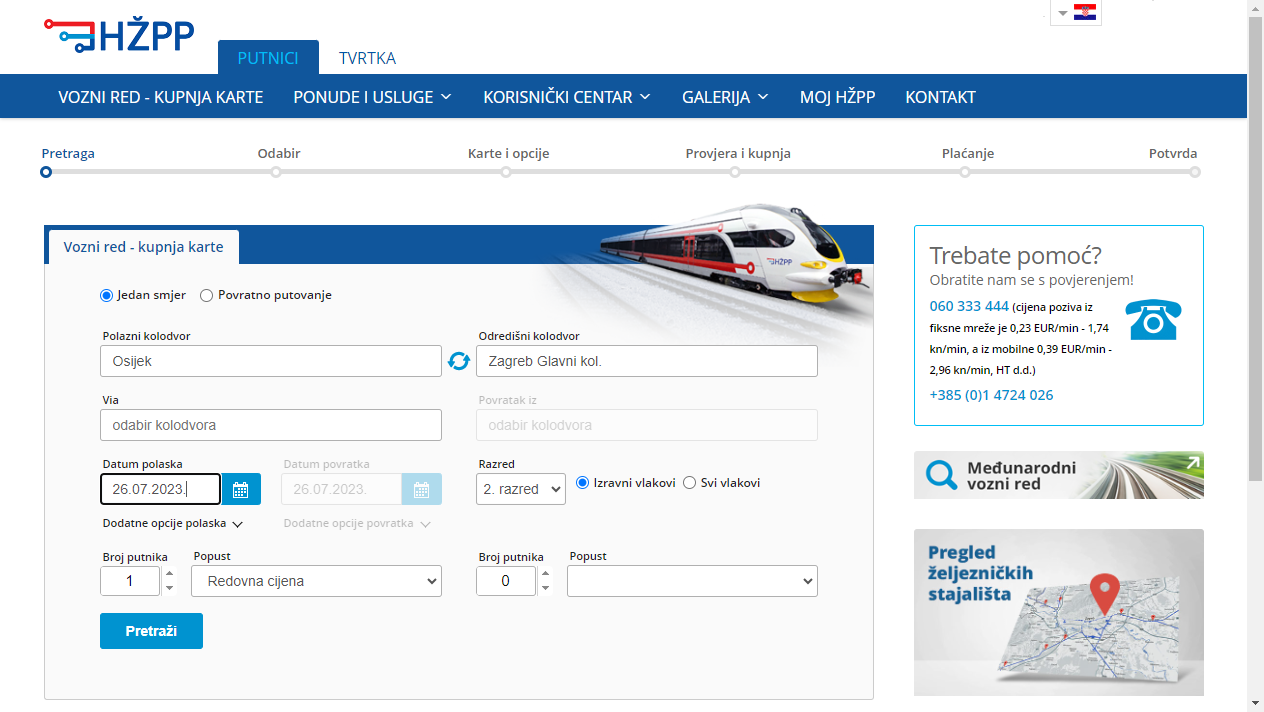 HŽPP
PUTNICI
TVRTKA
VOZNI RED - KUPNJA KARTE
PONUDE I USLUGE
KORISNIČKI CENTAR
GALERIJA
MOJ HŽPP
KONTAKT
Pretraga
Odabir
Karte i opcije
Provjera i kupnja
Plaćanje
Potvrda
Vozni red - kupnja karte
HŽPP
Jedan smjer
Povratno putovanje
Polazni kolodvor
Odredišni kolodvor
Osijek
Zagreb Glavni kol.
Via
Povratak iz
odabir kolodvora
odabir kolodvora
Datum polaska
Datum povratka
Razred
26.07.2023.
26.07.2023.
2. razred
Izravni vlakovi
Svi vlakovi
Dodatne opcije polaska
Dodatne opcije povratka
Broj putnika
Popust
Broj putnika
Popust
1
Redovna cijena
0
Pretraži
Trebate pomoć?
Obratite nam se s povjerenjem!
060 333 444 (cijena poziva iz
fiksne mreže je 0,23 EUR/min - 1,74
kn/min, a iz mobilne 0,39 EUR/min -
2,96 kn/min, HT d.d.)
+385 (0)1 4724 026
Međunarodni
vozni red
Pregled
željezničkih
stajališta